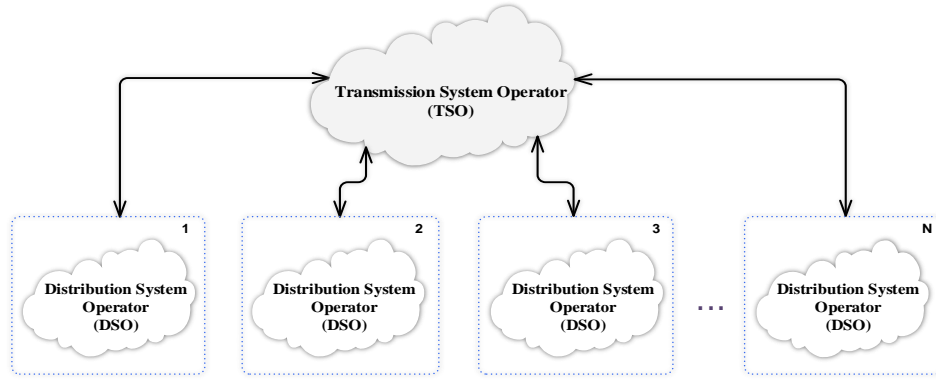 Transmission System Operator
(TSO)
1
2
3
N
Distribution System
Operator
(DSO)
Distribution System
Operator
(DSO)
Distribution System
Operator
(DSO)
...
Distribution System
Operator
(DSO)